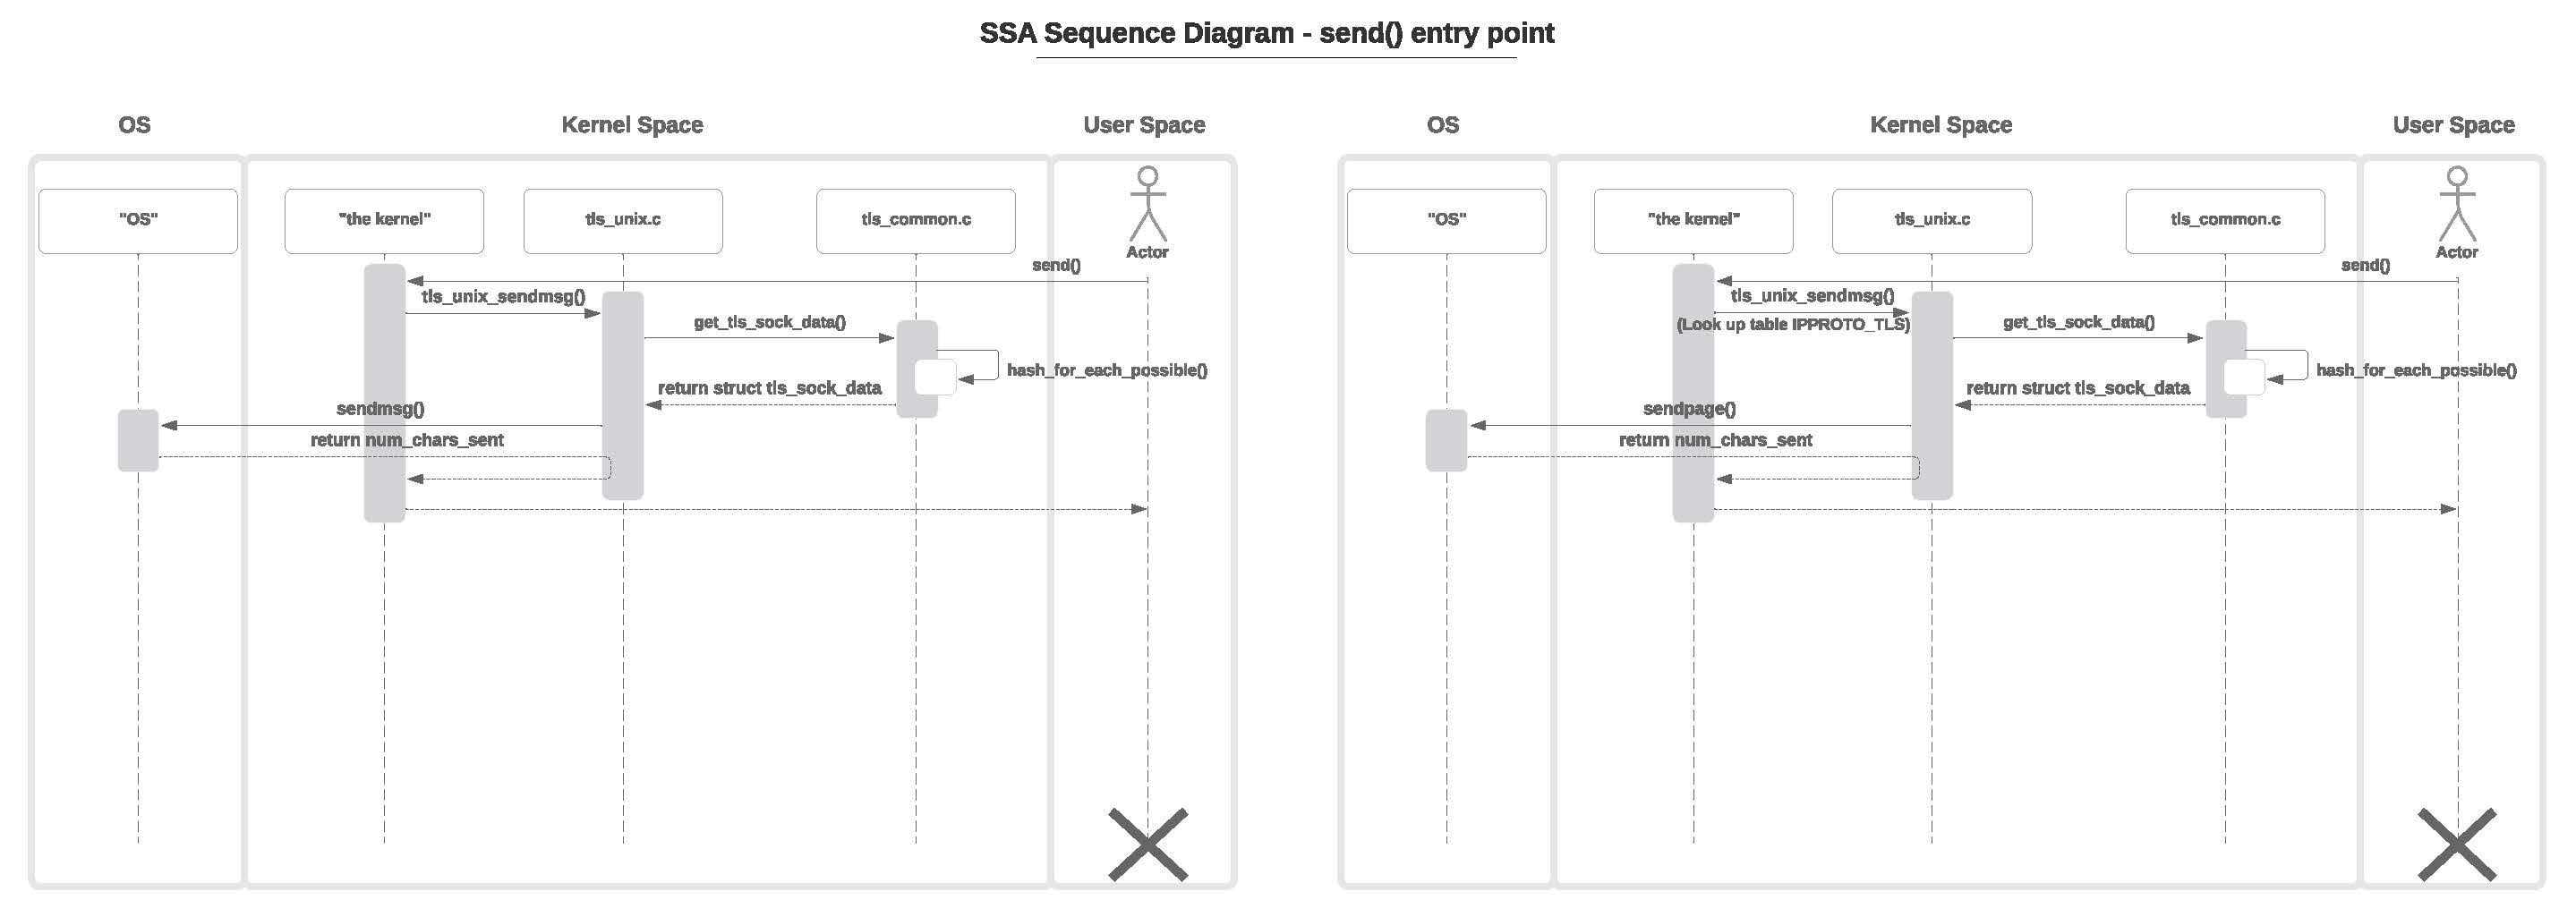 SSA Sequence Diagram - send() entry point
OS
Kernel Space
User Space
"OS"
"the kernel"
tls_unix.c
tls_common.c
Actor
send()
tls_unix_sendmsg()
get_tls_sock_data()
hash_for_each_possible()
return struct tls_sock_data
sendmsg()
return num_chars_sent
OS
Kernel Space
User Space
"OS"
"the kernel"
tls_unix.c
tls_common.c
Actor
send()
tls_unix_sendmsg()
(Look up table IPPROTO_TLS)
get_tls_sock_data()
hash_for_each_possible()
return struct tls_sock_data
sendpage()
return num_chars_sent